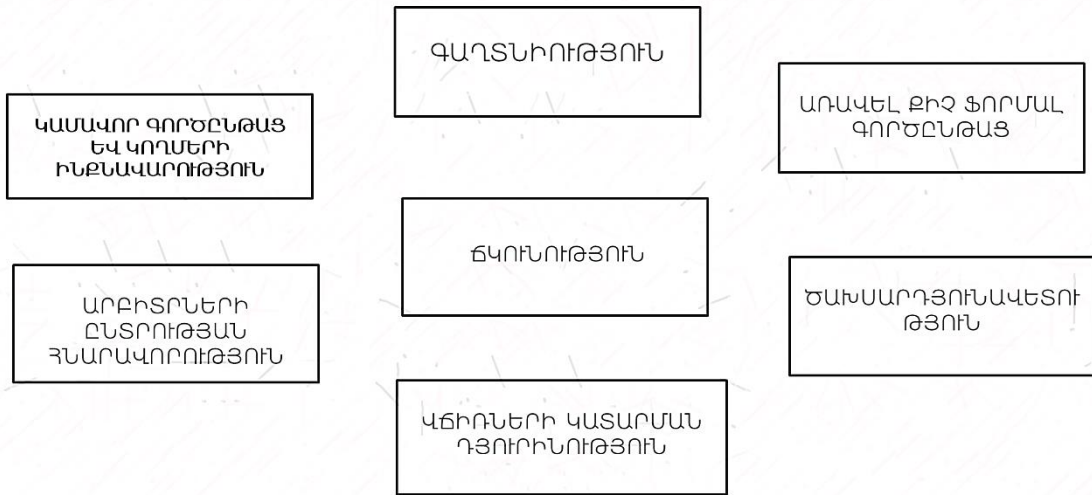 ԳԱՂՏՆԻՈՒԹՅՈՒՆ
ԿԱՄԱՎՈՐ ԳՈՐԾԸՆԹԱՑ
ԵՎ ԿՈՂՄԵՐԻ
ԻՆՔՆԱՎԱՐՈՒԹՅՈՒՆ
ԱՌԱՎԵԼ ՔԻՉ ՖՈՐՄԱԼ
ԳՈՐԾԸՆԹԱՑ
ՃԿՈՒՆՈՒԹՅՈՒՆ
ԱՐԲԻՏՐՆԵՐԻ
ԸՆՏՐՈՒԹՅԱՆ
ՀՆԱՐԱՎՈՐՈՒԹՅՈՒՆ
ԾԱԽՍԱՐԴՅՈՒՆԱՎԵՏՈՒ
ԹՅՈՒՆ
ՎՃԻՌՆԵՐԻ ԿԱՏԱՐՄԱՆ
ԴՅՈՒՐԻՆՈՒԹՅՈՒՆ